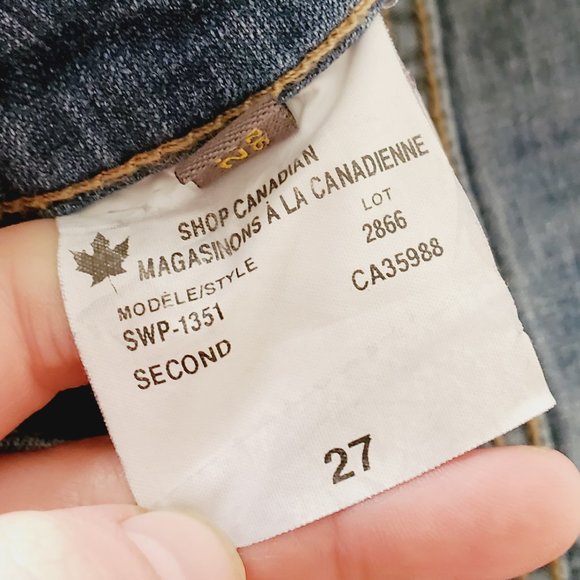 SHOP CANADIAN
MAGASINONS À LA CANADIENNE
MODÈLE/STYLE
SWP-1351
SECOND
LOT
2866
CA35988
27